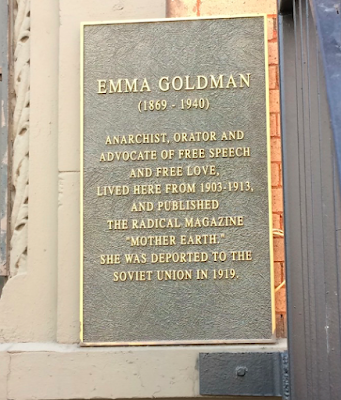 EMMA GOLDMAN
(1869 - 1940)
ANARCHIST, ORATOR AND
ADVOCATE OF FREE SPEECH
AND FREE LOVE,
LIVED HERE FROM 1903-1913,
AND PUBLISHED
THE RADICAL MAGAZINE
"MOTHER EARTH."
SHE WAS DEPORTED TO THE
SOVIET UNION IN 1919.